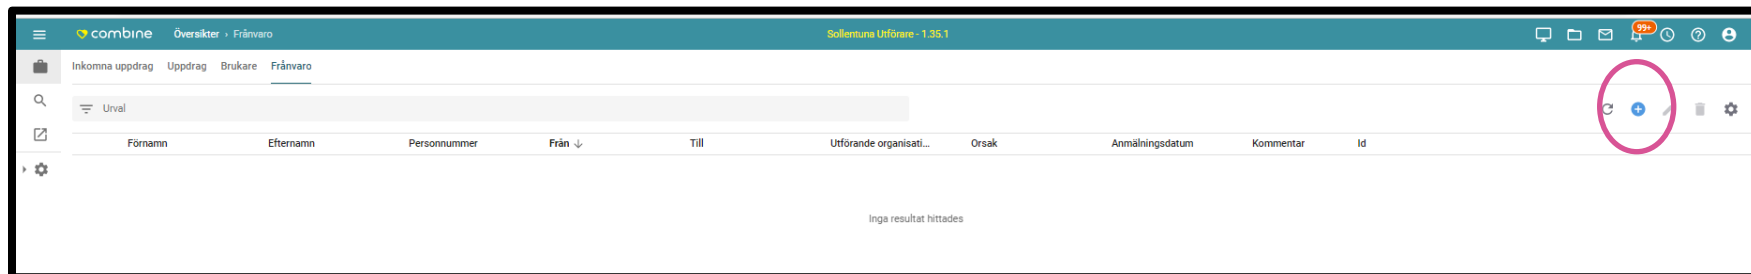 combine Översikter › Frånvaro Sollentuna Utförare - 1.35.1 99+
Inkomna uppdrag Uppdrag Brukare Frånvaro
Urval
Förnamn Efternamn Personnummer Från Till Utförande organisati... Orsak Anmälningsdatum Kommentar Id
Inga resultat hittades